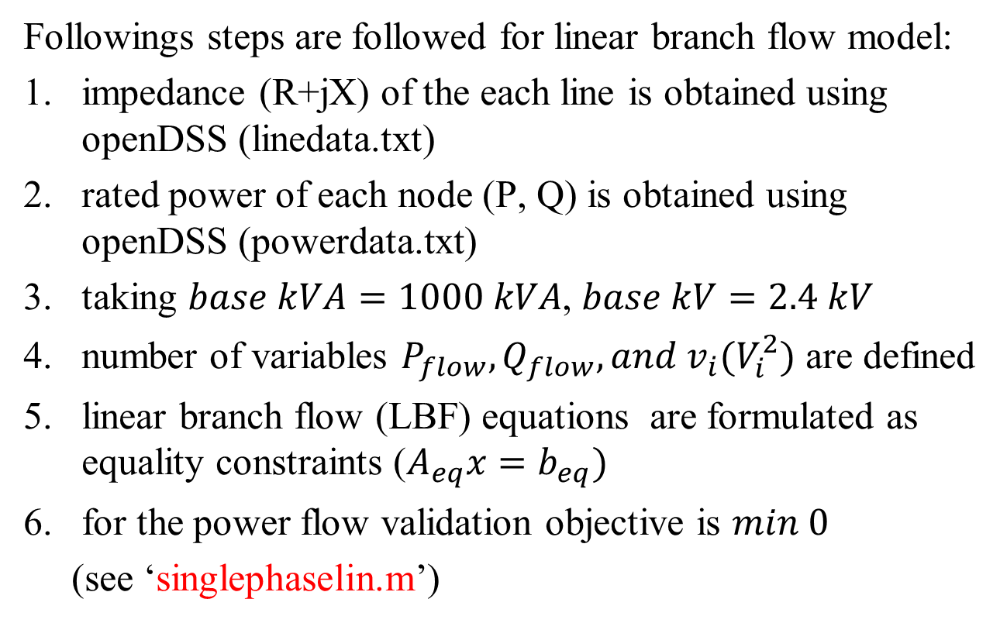 Followings steps are followed for linear branch flow model:
1. impedance (R+jX) of the each line is obtained using
openDSS (linedata.txt)
2. rated power of each node (P, Q) is obtained using
openDSS (powerdata.txt)
3. taking base kVA = 1000 kVA, base kV = 2.4 kV
4. number of variables P_{flow}, Q_{flow}, and v_i(V_i^2) are defined
5. linear branch flow (LBF) equations are formulated as
equality constraints (A_{eq}x = b_{eq})
6. for the power flow validation objective is min 0
(see ‘singlephaselin.m’)